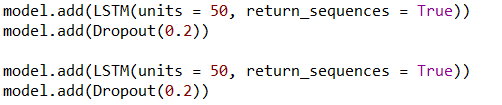 model.add(LSTM(units = 50, return_sequences = True))
model.add(Dropout(0.2))
model.add(LSTM(units = 50, return_sequences = True))
model.add(Dropout(0.2))